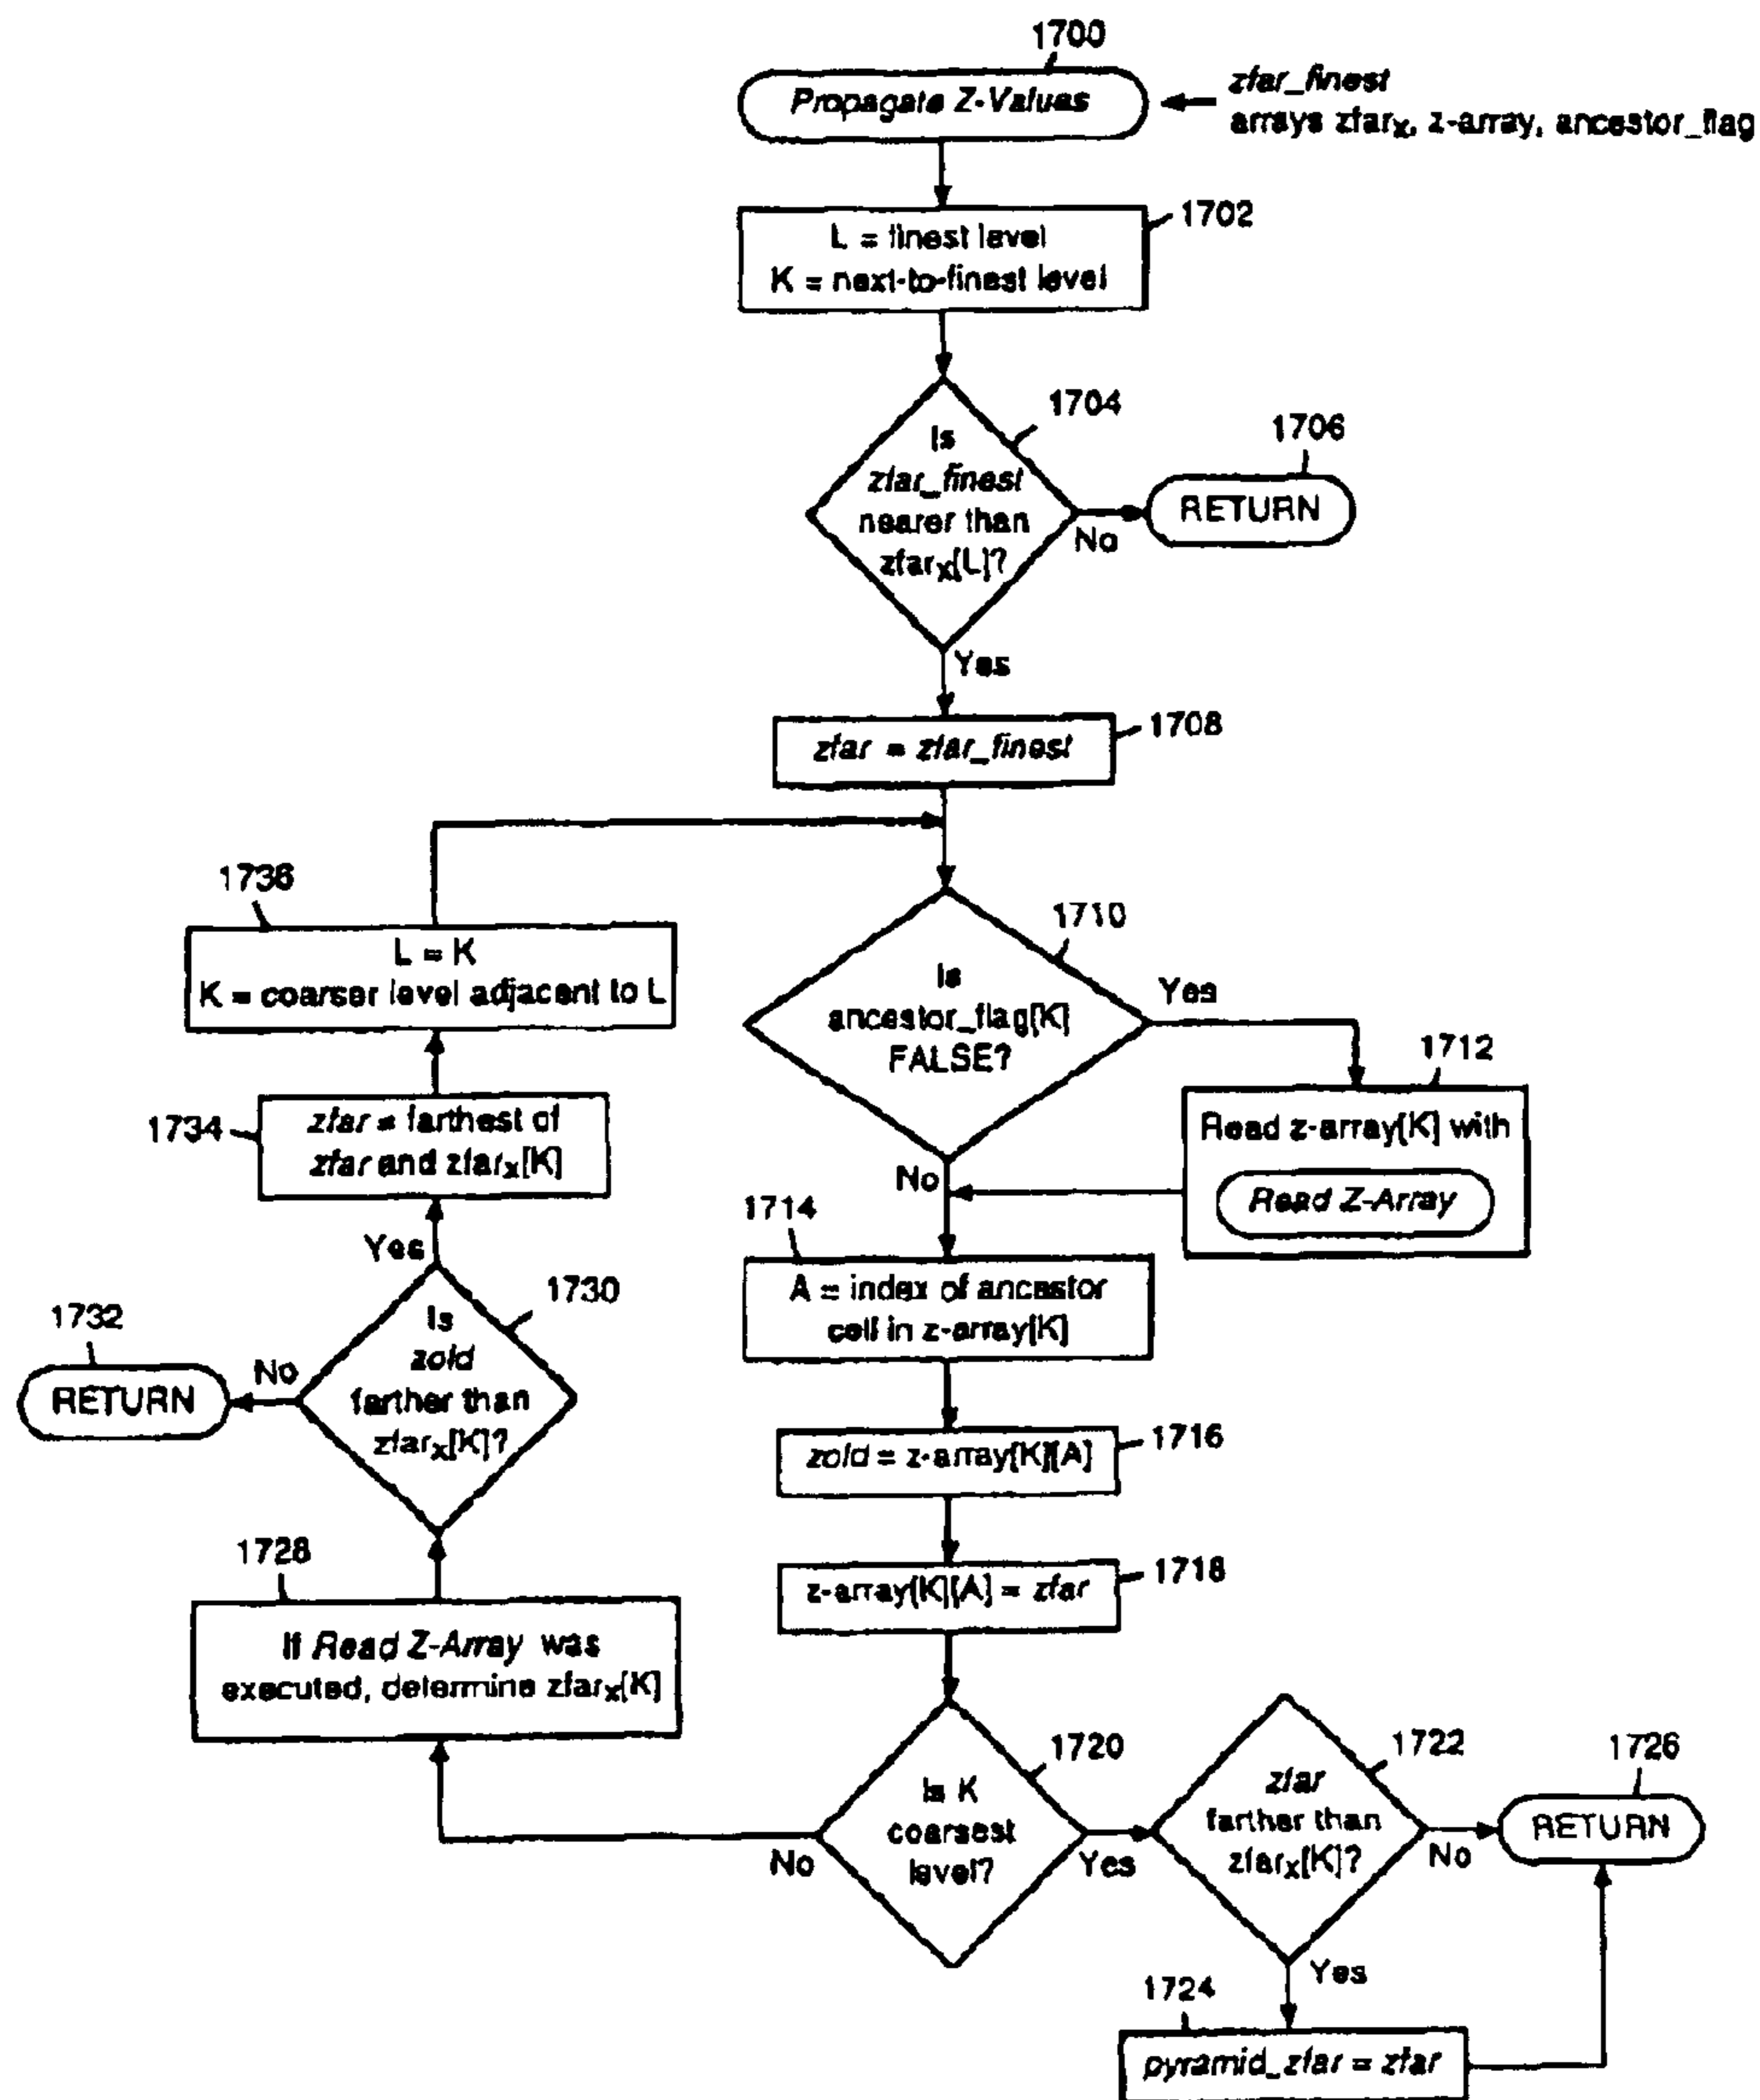 1700
Propagate Z-Values
zfar_finest
arrays zfarx, z-array, ancestor_flag
1702
L = finest level
K = next-to-finest level
1704
Is
zfar_finest
nearer than
zfarx[L]?
No
1706
RETURN
Yes
1708
zfar = zfar_finest
1736
L = K
K = coarser level adjacent to L
1710
Is
ancestor_flag[K]
FALSE?
Yes
1712
Read z-array[K] with
Read Z-Array
No
1734
zfar = farthest of
zfar and zfarx[K]
1714
A = index of ancestor
cell in z-array[K]
Yes
1730
Is
zold
farther than
zfarx[K]?
1732
No
RETURN
1716
zold = z-array[K][A]
1728
If Read Z-Array was
executed, determine zfarx[K]
1718
z-array[K][A] = zfar
1720
Is K
coarsest
level?
No
Yes
1722
zfar
farther than
zfarx[K]?
No
1726
RETURN
Yes
1724
pyramid_zfar = zfar